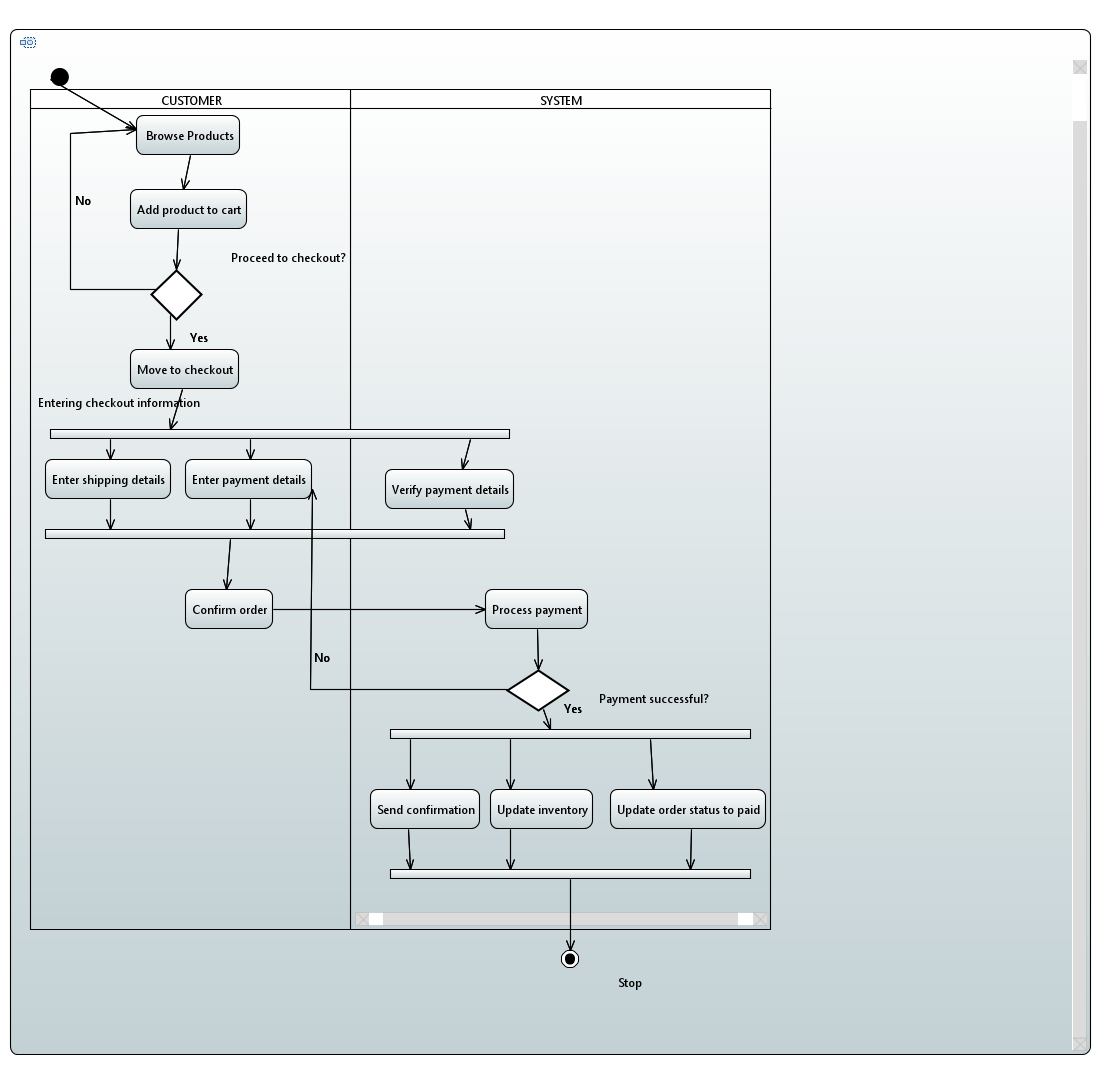 CUSTOMER
SYSTEM
Browse Products
No
Add product to cart
Proceed to checkout?
Yes
Move to checkout
Entering checkout information
Enter shipping details
Enter payment details
Verify payment details
Confirm order
Process payment
No
Payment successful?
Yes
Send confirmation
Update inventory
Update order status to paid
Stop